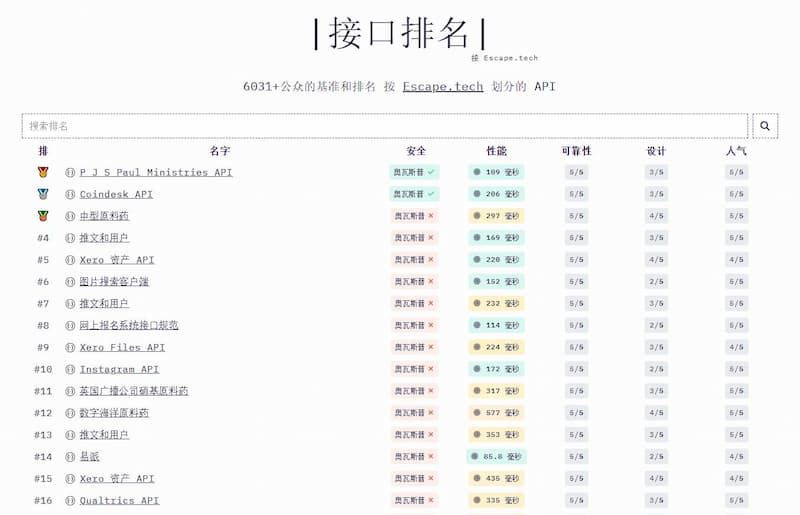 |接口排名|
按 Escape.tech
6031+公众的基准和排名 按 Escape.tech 划分的 API
搜索排名
排 名字 安全 性能 可靠性 设计 人气
P J S Paul Ministries API 奥瓦斯普 ✓ 109 毫秒 5/5 3/5 5/5
Coindesk API 奥瓦斯普 ✓ 206 毫秒 5/5 3/5 5/5
中型原料药 奥瓦斯普 × 297 毫秒 5/5 4/5 5/5
#4 推文和用户 奥瓦斯普 × 169 毫秒 5/5 3/5 5/5
#5 Xero 资产 API 奥瓦斯普 × 220 毫秒 5/5 4/5 4/5
#6 图片搜索客户端 奥瓦斯普 × 152 毫秒 5/5 2/5 5/5
#7 推文和用户 奥瓦斯普 × 232 毫秒 5/5 3/5 5/5
#8 网上报名系统接口规范 奥瓦斯普 × 114 毫秒 5/5 2/5 5/5
#9 Xero Files API 奥瓦斯普 × 224 毫秒 5/5 3/5 4/5
#10 Instagram API 奥瓦斯普 × 172 毫秒 5/5 2/5 5/5
#11 英国广播公司硝基原料药 奥瓦斯普 × 317 毫秒 5/5 3/5 5/5
#12 数字海洋原料药 奥瓦斯普 × 577 毫秒 5/5 4/5 5/5
#13 推文和用户 奥瓦斯普 × 353 毫秒 5/5 4/5 5/5
#14 易派 奥瓦斯普 × 85.8 毫秒 5/5 2/5 4/5
#15 Xero 资产 API 奥瓦斯普 × 435 毫秒 5/5 4/5 4/5
#16 Qualtrics API 奥瓦斯普 × 335 毫秒 5/5 3/5 5/5